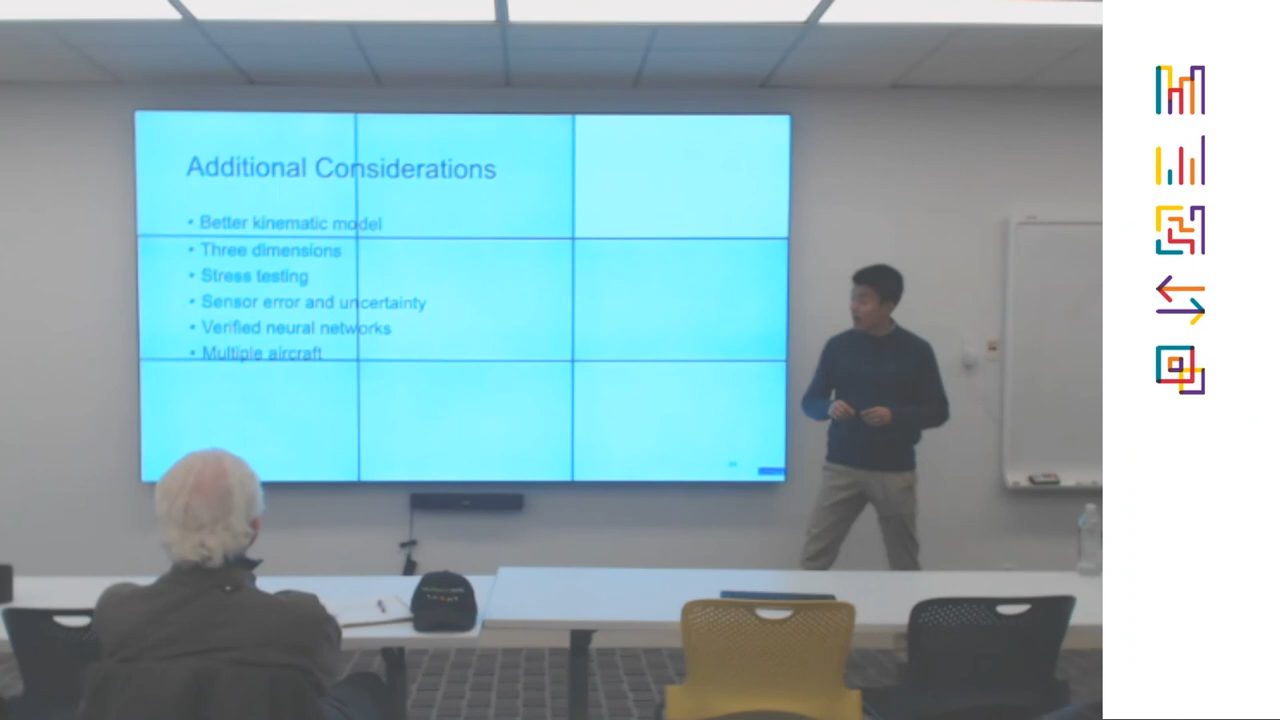 Additional Considerations
• Better kinematic model
• Three dimensions
• Stress testing
• Sensor error and uncertainty
• Verified neural networks
• Multiple aircraft